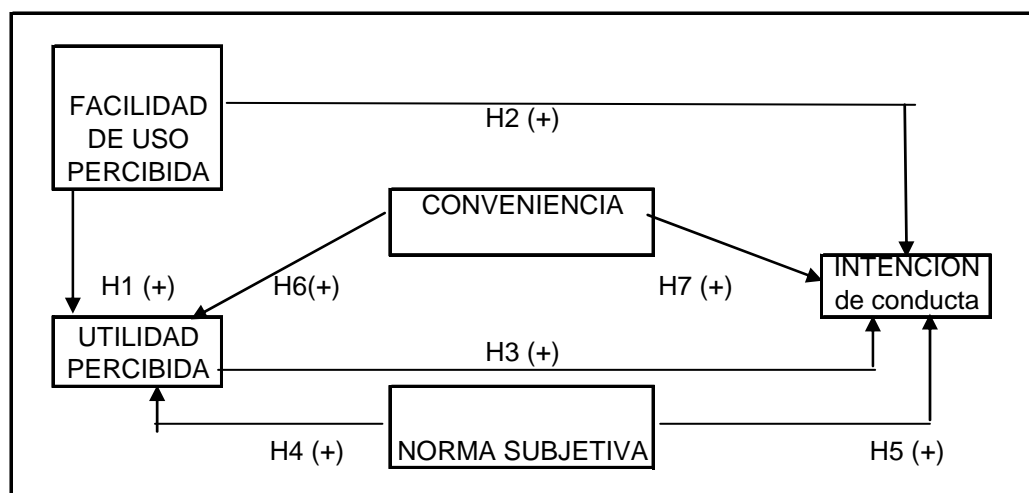 FACILIDAD
DE USO
PERCIBIDA
H2 (+)
CONVENIENCIA
H1 (+)
H6(+)
H7 (+)
INTENCION
de conducta
UTILIDAD
PERCIBIDA
H3 (+)
H4 (+)
NORMA SUBJETIVA
H5 (+)